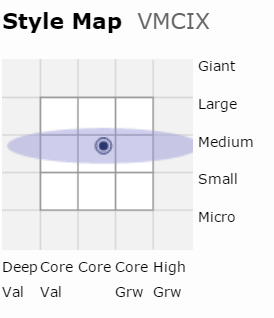 Style Map VMCIX
Giant
Large
Medium
Small
Micro
Deep Core Core Core High
Val Val Grw Grw